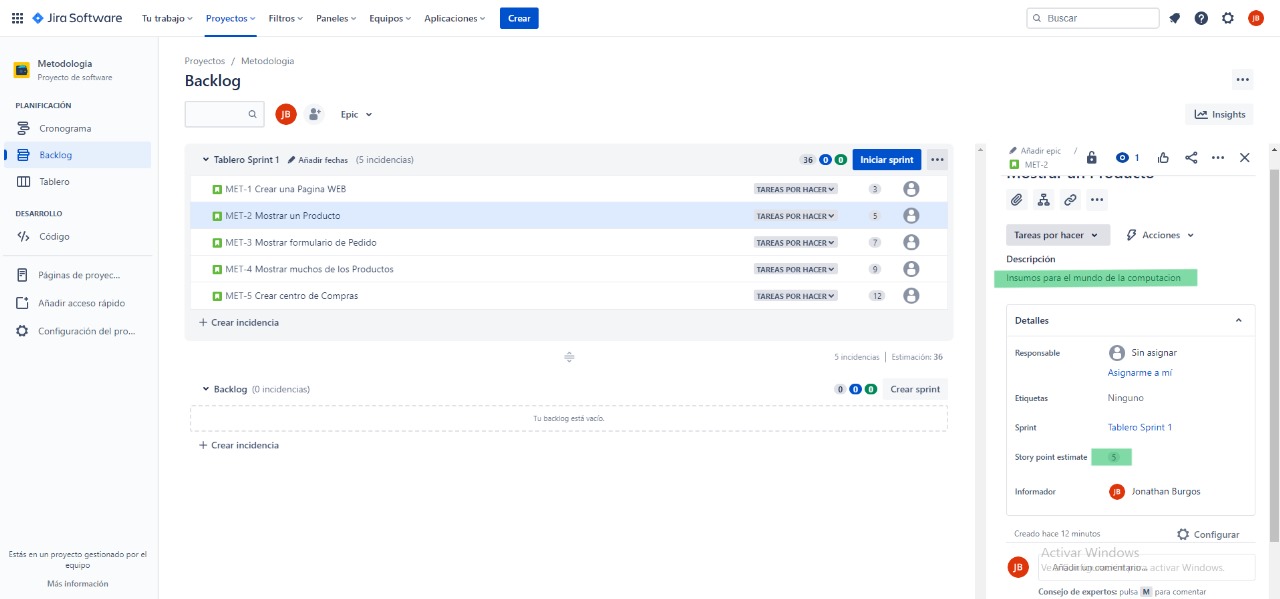 Jira Software Tu trabajo Proyectos Filtros Paneles Equipos Aplicaciones Crear Buscar JB
Metodologia
Proyecto de software
PLANIFICACIÓN
Cronograma
Backlog
Tablero
DESARROLLO
Código
Páginas de proyec...
Añadir acceso rápido
Configuración del pro...
Estás en un proyecto gestionado por el
equipo
Más información
Proyectos / Metodologia
Backlog
JB Epic Insights
Tablero Sprint 1 Añadir fechas (5 incidencias) 36 0 0 Iniciar sprint
MET-1 Crear una Pagina WEB TAREAS POR HACER 3
MET-2 Mostrar un Producto TAREAS POR HACER 5
MET-3 Mostrar formulario de Pedido TAREAS POR HACER 7
MET-4 Mostrar muchos de los Productos TAREAS POR HACER 9
MET-5 Crear centro de Compras TAREAS POR HACER 12
+ Crear incidencia
5 incidencias | Estimación: 36
Backlog (0 incidencias) 0 0 0 Crear sprint
Tu backlog está vacío.
+ Crear incidencia
Añadir epic /
MET-2
1
Mostrar un Producto
Tareas por hacer Acciones
Descripción
Insumos para el mundo de la computacion
Detalles
Responsable Sin asignar
Asignarme a mí
Etiquetas Ninguno
Sprint Tablero Sprint 1
Story point estimate 5
Informador JB Jonathan Burgos
Creado hace 12 minutos Configurar
Activar Windows
JB Añadir un comentario... activar Windows.
Consejo de expertos: pulsa M para comentar